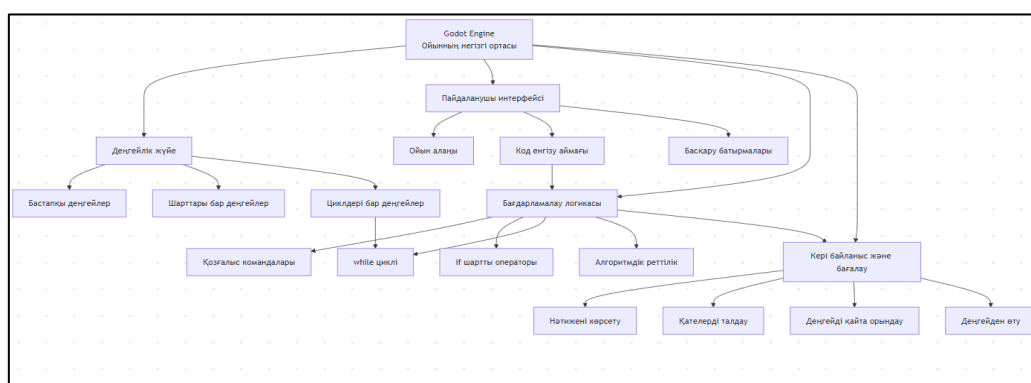 Godot Engine
Ойынның негізгі ортасы
Пайдаланушы интерфейсі
Деңгейлік жүйе
Ойын алаңы
Код енгізу аймағы
Басқару батырмалары
Бастапқы деңгейлер
Шарттары бар деңгейлер
Циклдері бар деңгейлер
Бағдарламалау логикасы
Қозғалыс командалары
while циклі
if шартты операторы
Алгоритмдік реттілік
Кері байланыс және
бағалау
Нәтижені көрсету
Қателерді талдау
Деңгейді қайта орындау
Деңгейден өту